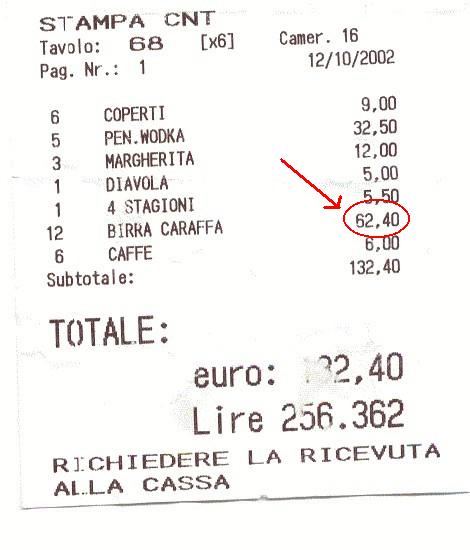 STAMPA CNT
Tavolo: 68 [x6] Camer. 16
Pag. Nr.: 1 12/10/2002
6 COPERTI 9,00
5 PEN.WODKA 32,50
3 MARGHERITA 12,00
1 DIAVOLA 5,00
1 4 STAGIONI 5,50
12 BIRRA CARAFFA 62,40
6 CAFFE 6,00
Subtotale: 132,40
TOTALE:
euro: 132,40
Lire 256.362
RICHIEDERE LA RICEVUTA
ALLA CASSA